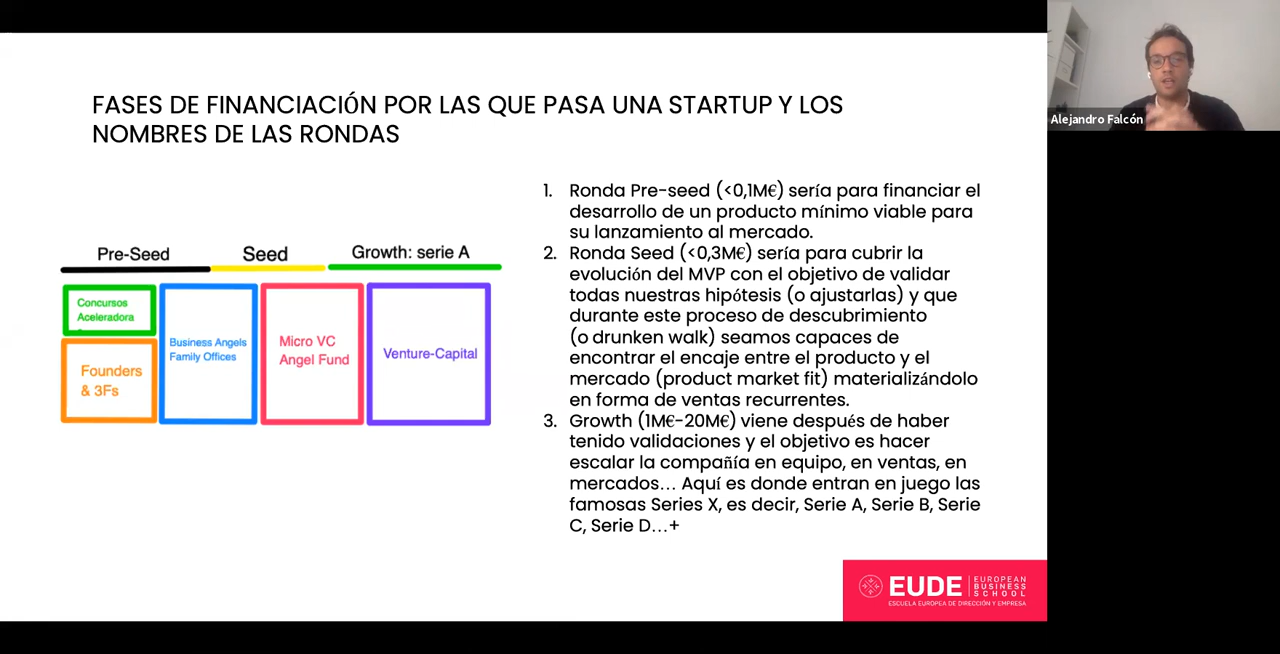 FASES DE FINANCIACIÓN POR LAS QUE PASA UNA STARTUP Y LOS
NOMBRES DE LAS RONDAS
Alejandro Falcón
Pre-Seed
Seed
Growth: serie A
Concursos
Aceleradora
Founders
& 3Fs
Business Angels
Family Offices
Micro VC
Angel Fund
Venture-Capital
1. Ronda Pre-seed (<0,1M€) sería para financiar el
desarrollo de un producto mínimo viable para
su lanzamiento al mercado.
2. Ronda Seed (<0,3M€) sería para cubrir la
evolución del MVP con el objetivo de validar
todas nuestras hipótesis (o ajustarlas) y que
durante este proceso de descubrimiento
(o drunken walk) seamos capaces de
encontrar el encaje entre el producto y el
mercado (product market fit) materializándolo
en forma de ventas recurrentes.
3. Growth (1M€-20M€) viene después de haber
tenido validaciones y el objetivo es hacer
escalar la compañía en equipo, en ventas, en
mercados... Aquí es donde entran en juego las
famosas Series X, es decir, Serie A, Serie B, Serie
C, Serie D...+
EUDE
EUROPEAN
BUSINESS
SCHOOL
ESCUELA EUROPEA DE DIRECCIÓN Y EMPRESA